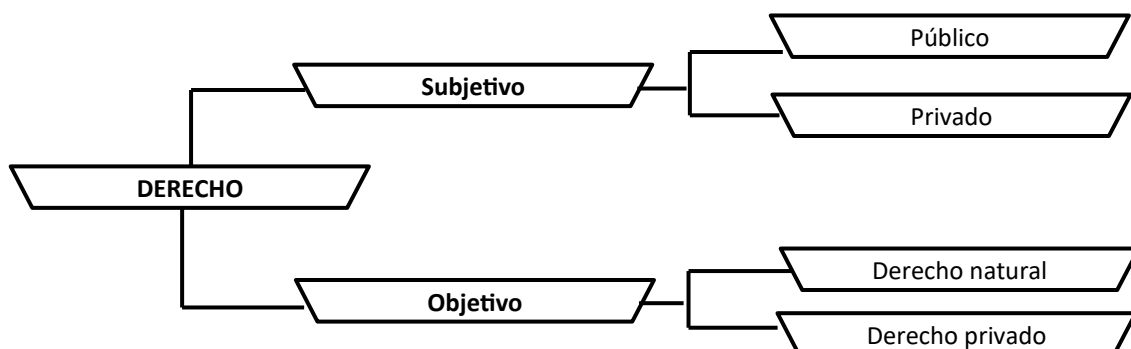 Público
Subjetivo
Privado
DERECHO
Derecho natural
Objetivo
Derecho privado